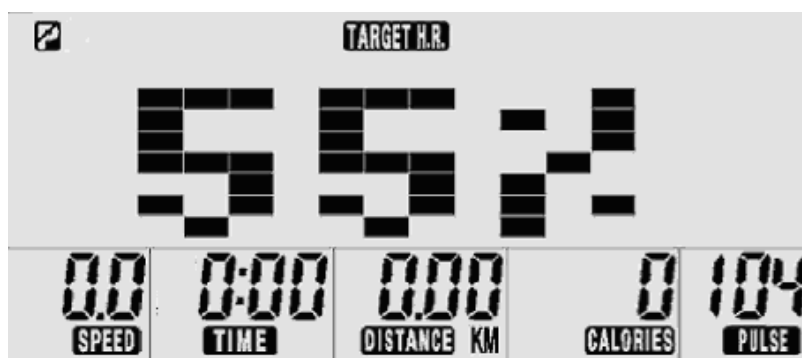 TARGET H.R.
55%
0.0 0:00 0.00 0 104
SPEED TIME DISTANCE KM CALORIES PULSE